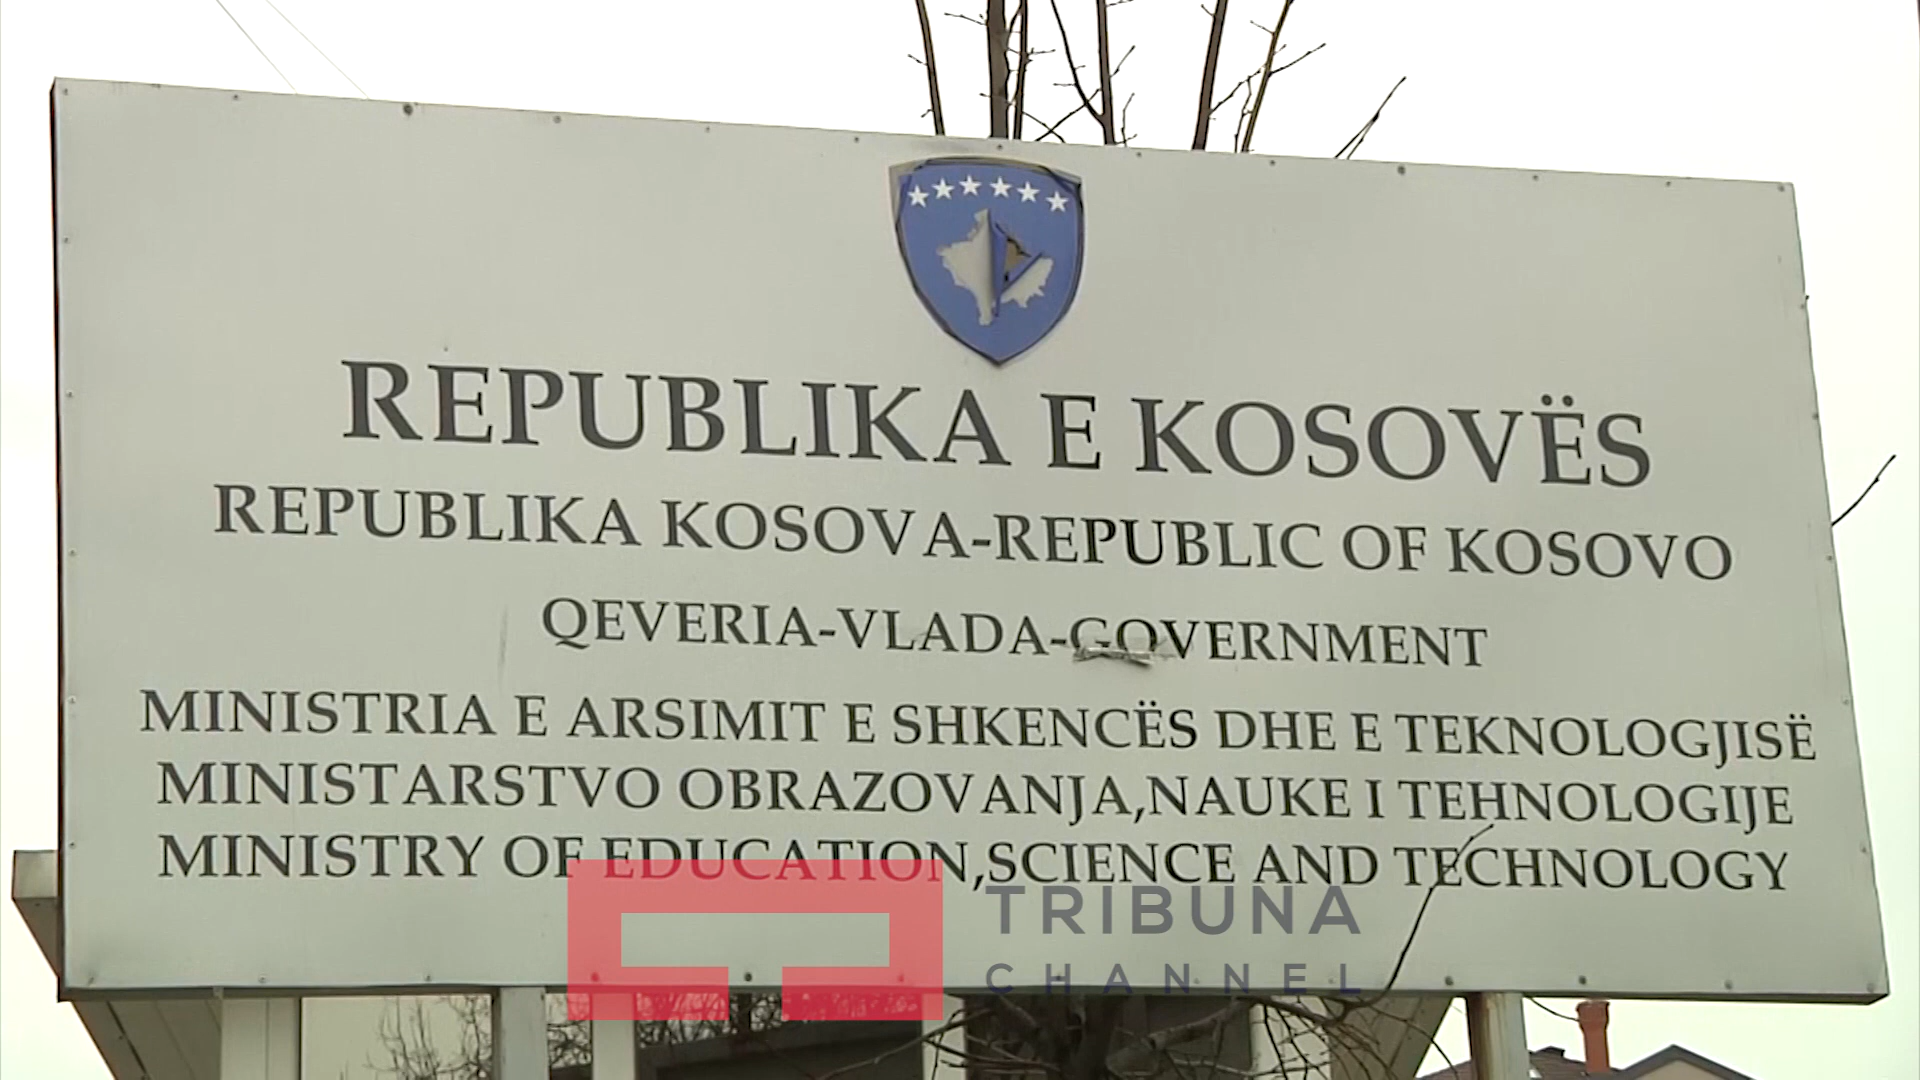 REPUBLIKA E KOSOVËS
REPUBLIKA KOSOVA-REPUBLIC OF KOSOVO
QEVERIA-VLADA-GOVERNMENT
MINISTRIA E ARSIMIT E SHKENCËS DHE E TEKNOLOGJISË
MINISTARSTVO OBRAZOVANJA,NAUKE I TEHNOLOGIJE
MINISTRY OF EDUCATION,SCIENCE AND TECHNOLOGY
TRIBUNA
CHANNEL